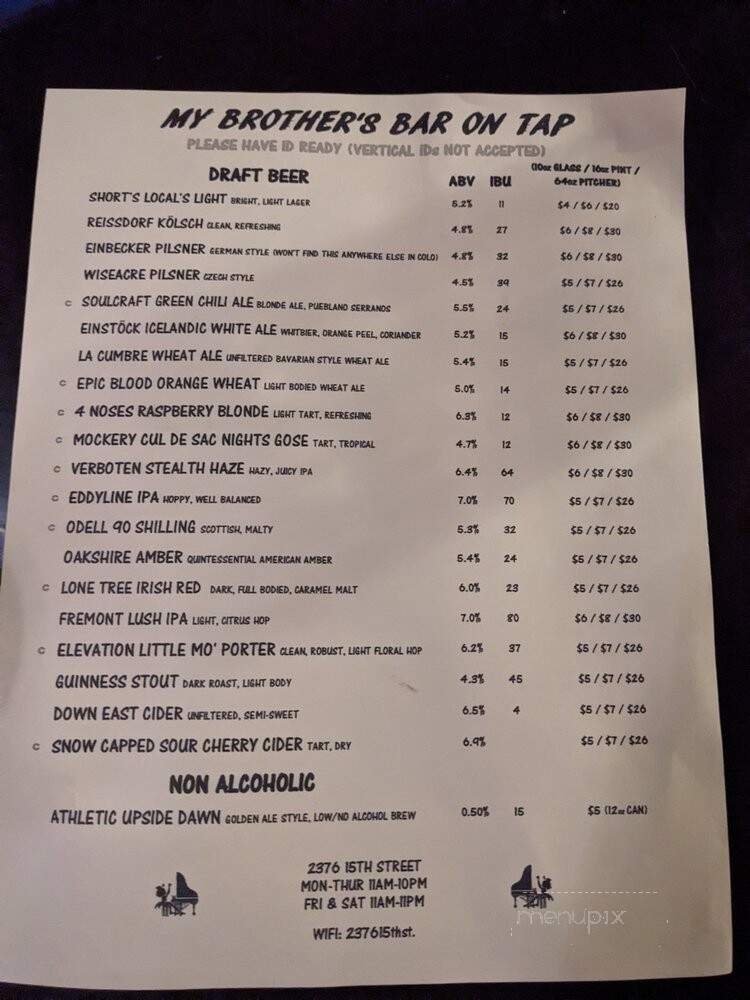 MY BROTHER'S BAR ON TAP
PLEASE HAVE ID READY (VERTICAL IDs NOT ACCEPTED)
DRAFT BEER ABV IBU (10oz GLASS / 16oz PINT / 64oz PITCHER)
SHORT'S LOCAL'S LIGHT BRIGHT, LIGHT LAGER 5.2% 11 $4 / $6 / $20
REISSDORF KÖLSCH CLEAN, REFRESHING 4.8% 27 $6 / $8 / $30
EINBECKER PILSNER GERMAN STYLE (WON'T FIND THIS ANYWHERE ELSE IN COLO) 4.8% 32 $6 / $8 / $30
WISEACRE PILSNER CZECH STYLE 4.5% 39 $5 / $7 / $26
C SOULCRAFT GREEN CHILI ALE BLONDE ALE, PUEBLAND SERRANOS 5.5% 24 $5 / $7 / $26
EINSTÖCK ICELANDIC WHITE ALE WHITBIER, ORANGE PEEL, CORIANDER 5.2% 15 $6 / $8 / $30
LA CUMBRE WHEAT ALE UNFILTERED BAVARIAN STYLE WHEAT ALE 5.4% 15 $5 / $7 / $26
C EPIC BLOOD ORANGE WHEAT LIGHT BODIED WHEAT ALE 5.0% 14 $5 / $7 / $26
C 4 NOSES RASPBERRY BLONDE LIGHT TART, REFRESHING 6.3% 12 $6 / $8 / $30
C MOCKERY CUL DE SAC NIGHTS GOSE TART, TROPICAL 4.7% 12 $6 / $8 / $30
C VERBOTEN STEALTH HAZE HAZY, JUICY IPA 6.4% 64 $6 / $8 / $30
C EDDYLINE IPA HOPPY, WELL BALANCED 7.0% 70 $5 / $7 / $26
C ODELL 90 SHILLING SCOTTISH, MALTY 5.3% 32 $5 / $7 / $26
OAKSHIRE AMBER QUINTESSENTIAL AMERICAN AMBER 5.4% 24 $5 / $7 / $26
C LONE TREE IRISH RED DARK, FULL BODIED, CARAMEL MALT 6.0% 23 $5 / $7 / $26
FREMONT LUSH IPA LIGHT, CITRUS HOP 7.0% 80 $6 / $8 / $30
C ELEVATION LITTLE MO' PORTER CLEAN, ROBUST, LIGHT FLORAL HOP 6.2% 37 $5 / $7 / $26
GUINNESS STOUT DARK ROAST, LIGHT BODY 4.3% 45 $5 / $7 / $26
DOWN EAST CIDER UNFILTERED, SEMI-SWEET 6.5% 4 $5 / $7 / $26
C SNOW CAPPED SOUR CHERRY CIDER TART, DRY 6.9% $5 / $7 / $26
NON ALCOHOLIC
ATHLETIC UPSIDE DAWN GOLDEN ALE STYLE, LOW/NO ALCOHOL BREW 0.50% 15 $5 (12oz CAN)
2376 15TH STREET
MON-THUR 11AM-10PM
FRI & SAT 11AM-11PM
WIFI: 237615thst.
menupix